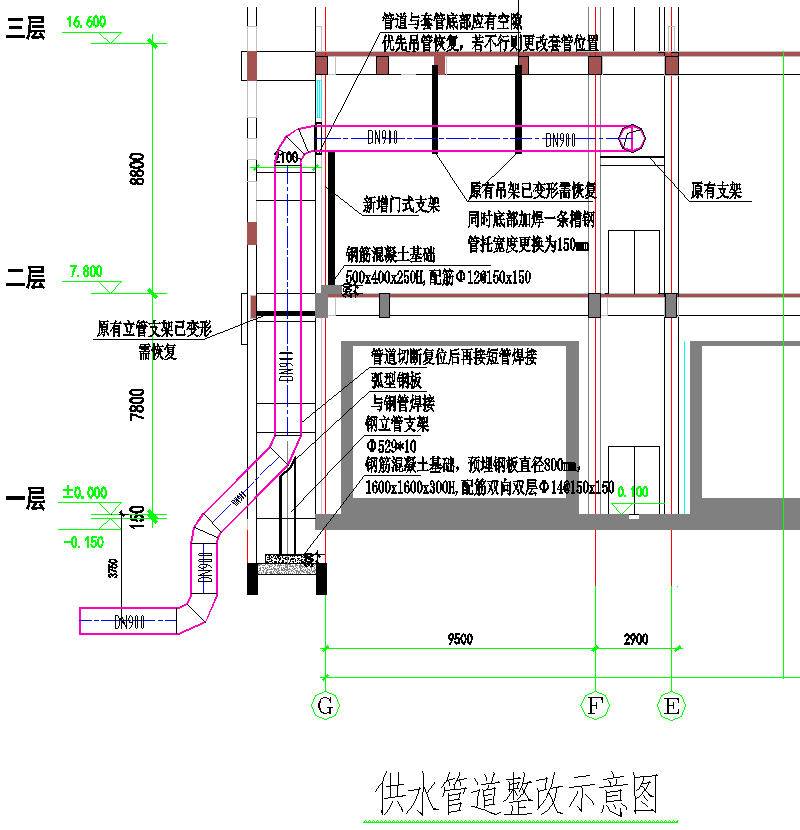 三层
16.600
管道与套管底部应有空隙
优先吊管恢复，若不行则更改套管位置
DN900
DN900
2100
8800
新增门式支架
原有吊架已变形需恢复
原有支架
同时底部加焊一条槽钢
管托宽度更换为150mm
钢筋混凝土基础
500x400x250H,配筋Φ12@150x150
二层
7.800
原有立管支架已变形
需恢复
DN900
管道切断复位后再接短管焊接
弧型钢板
与钢管焊接
钢立管支架
Φ529*10
钢筋混凝土基础，预埋钢板直径800mm,
1600x1600x300H,配筋双向双层Φ14@150x150
7800
一层
±0.000
0.100
150
-0.150
DN900
3750
DN900
DN900
9500
2900
G
F
E
供水管道整改示意图